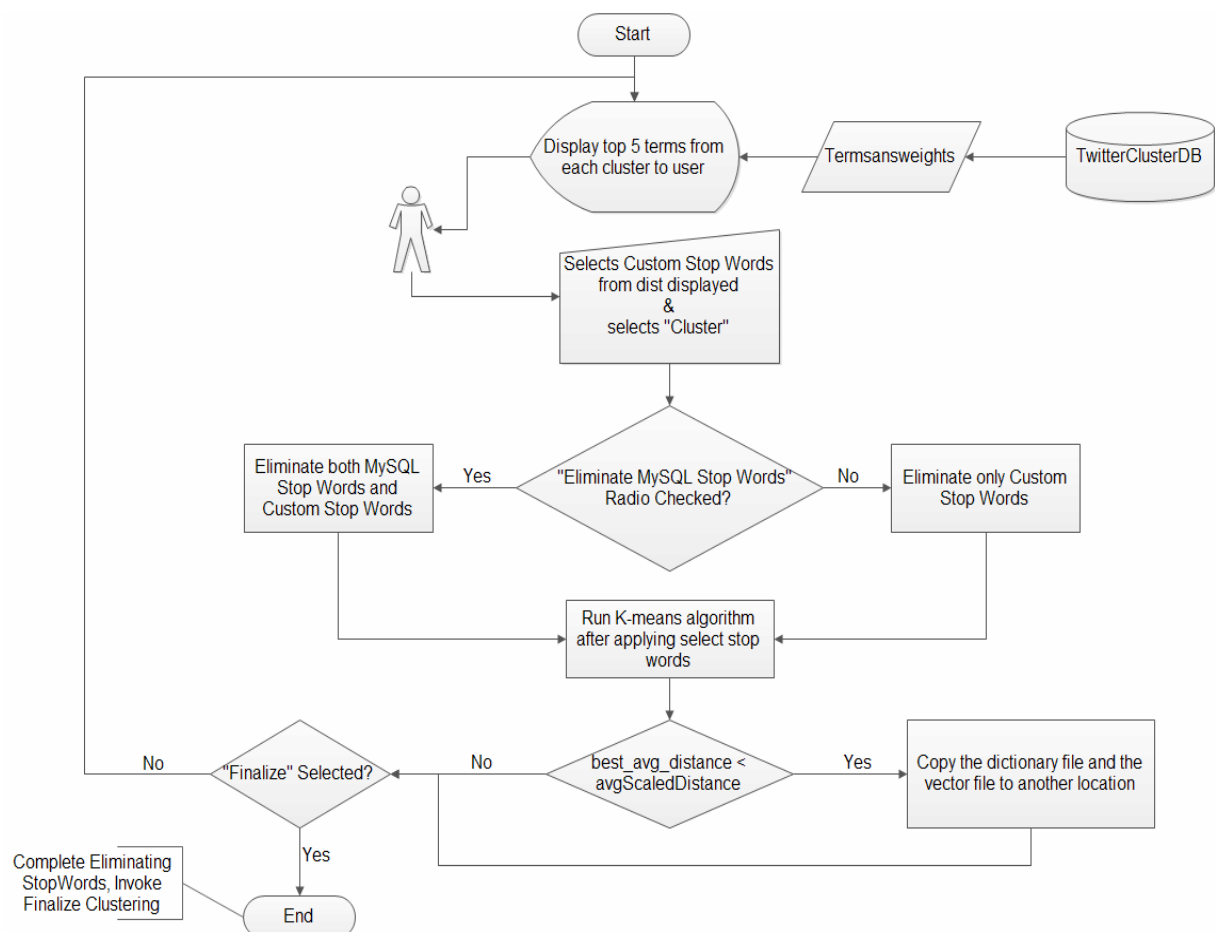 Start
Display top 5 terms from
each cluster to user
Termsansweights
TwitterClusterDB
Selects Custom Stop Words
from dist displayed
&
selects "Cluster"
"Eliminate MySQL Stop Words"
Radio Checked?
Yes
No
Eliminate both MySQL
Stop Words and
Custom Stop Words
Eliminate only Custom
Stop Words
Run K-means algorithm
after applying select stop
words
best_avg_distance <
avgScaledDistance
No
Yes
Copy the dictionary file and the
vector file to another location
"Finalize" Selected?
No
Yes
Complete Eliminating
StopWords, Invoke
Finalize Clustering
End